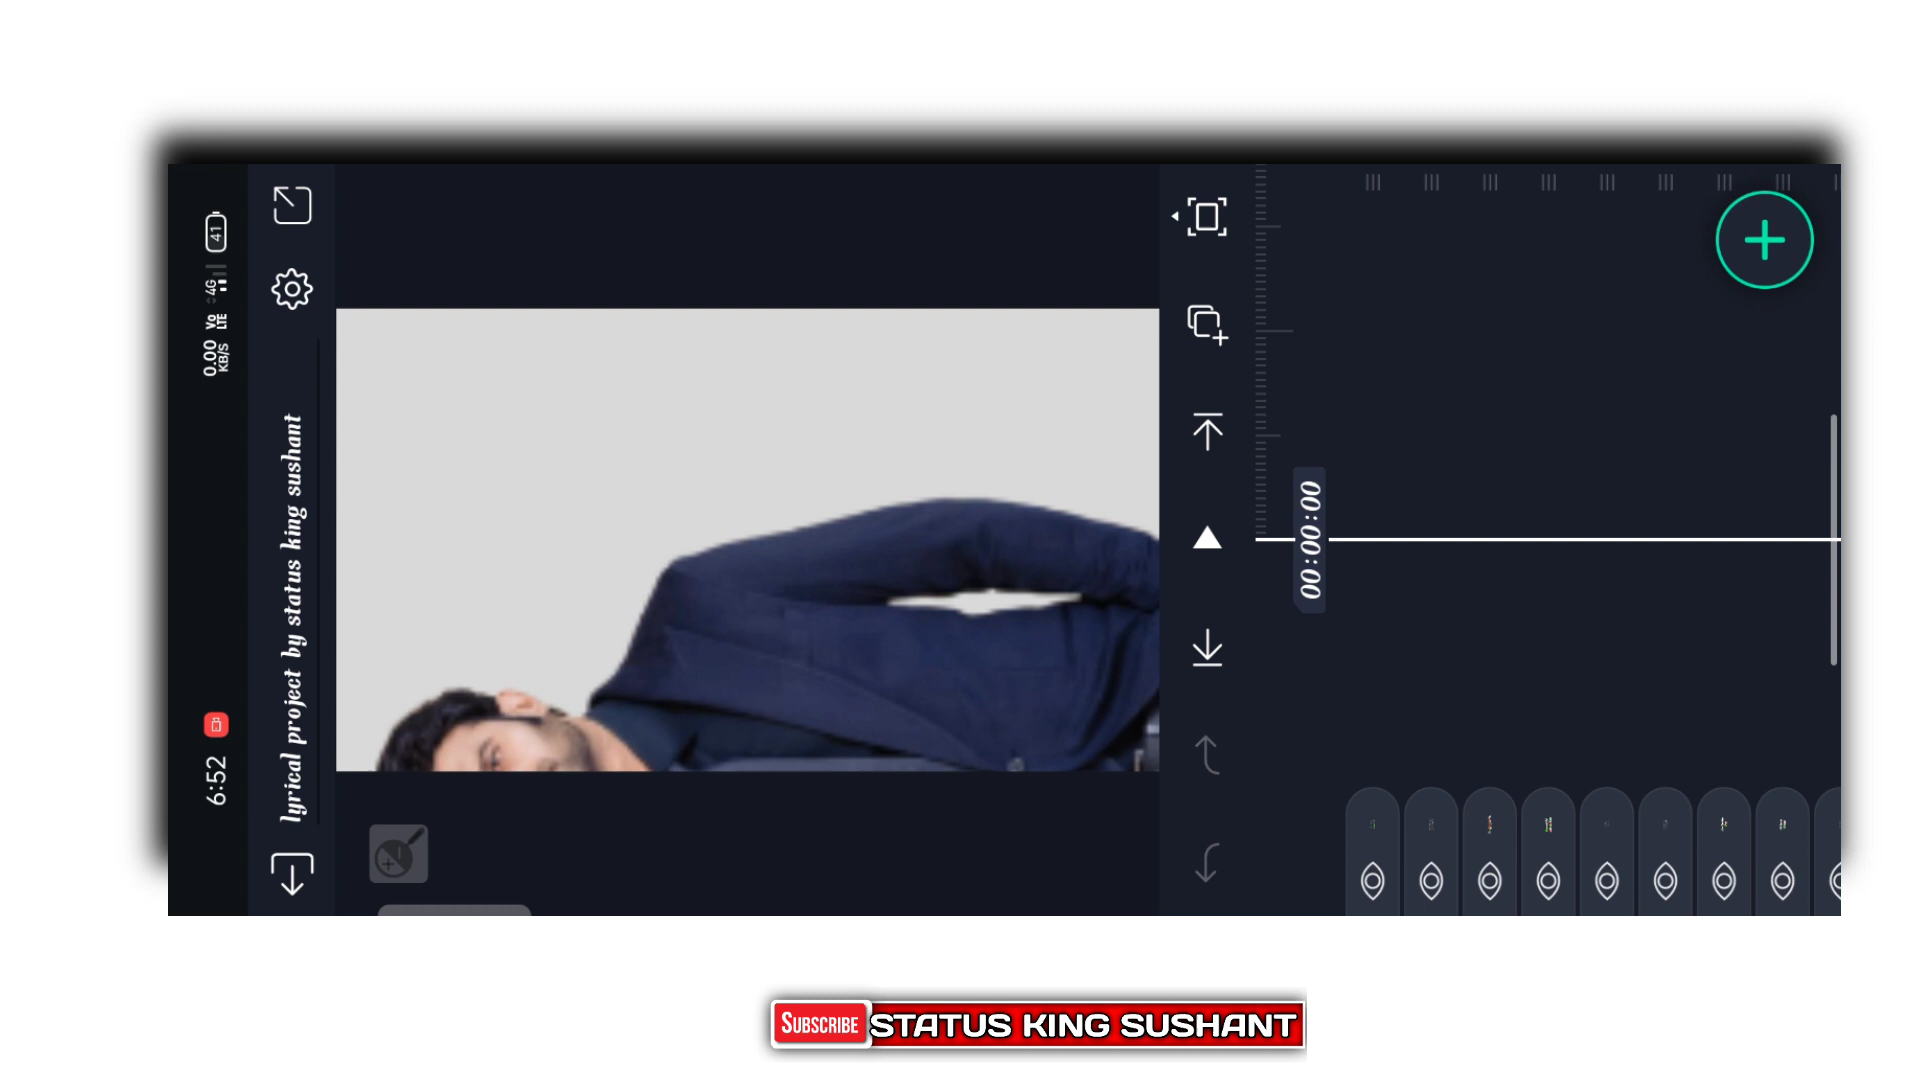 6:52
0.00
KB/S
Vo
LTE
4G
41
lyrical project by status king sushant
00:00:00
SUBSCRIBE
STATUS KING SUSHANT